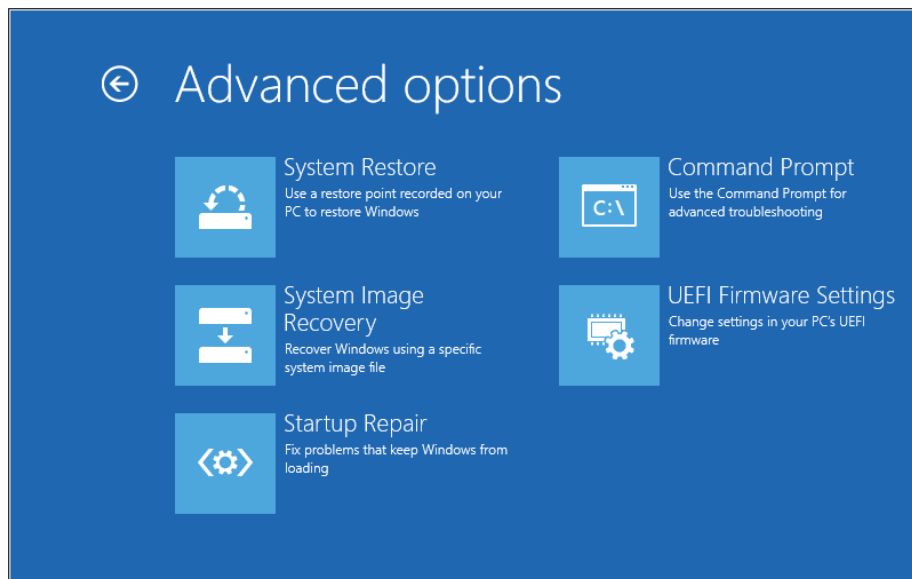 Advanced options
System Restore
Use a restore point recorded on your
PC to restore Windows
System Image
Recovery
Recover Windows using a specific
system image file
Startup Repair
Fix problems that keep Windows from
loading
C:\
Command Prompt
Use the Command Prompt for
advanced troubleshooting
UEFI Firmware Settings
Change settings in your PC's UEFI
firmware